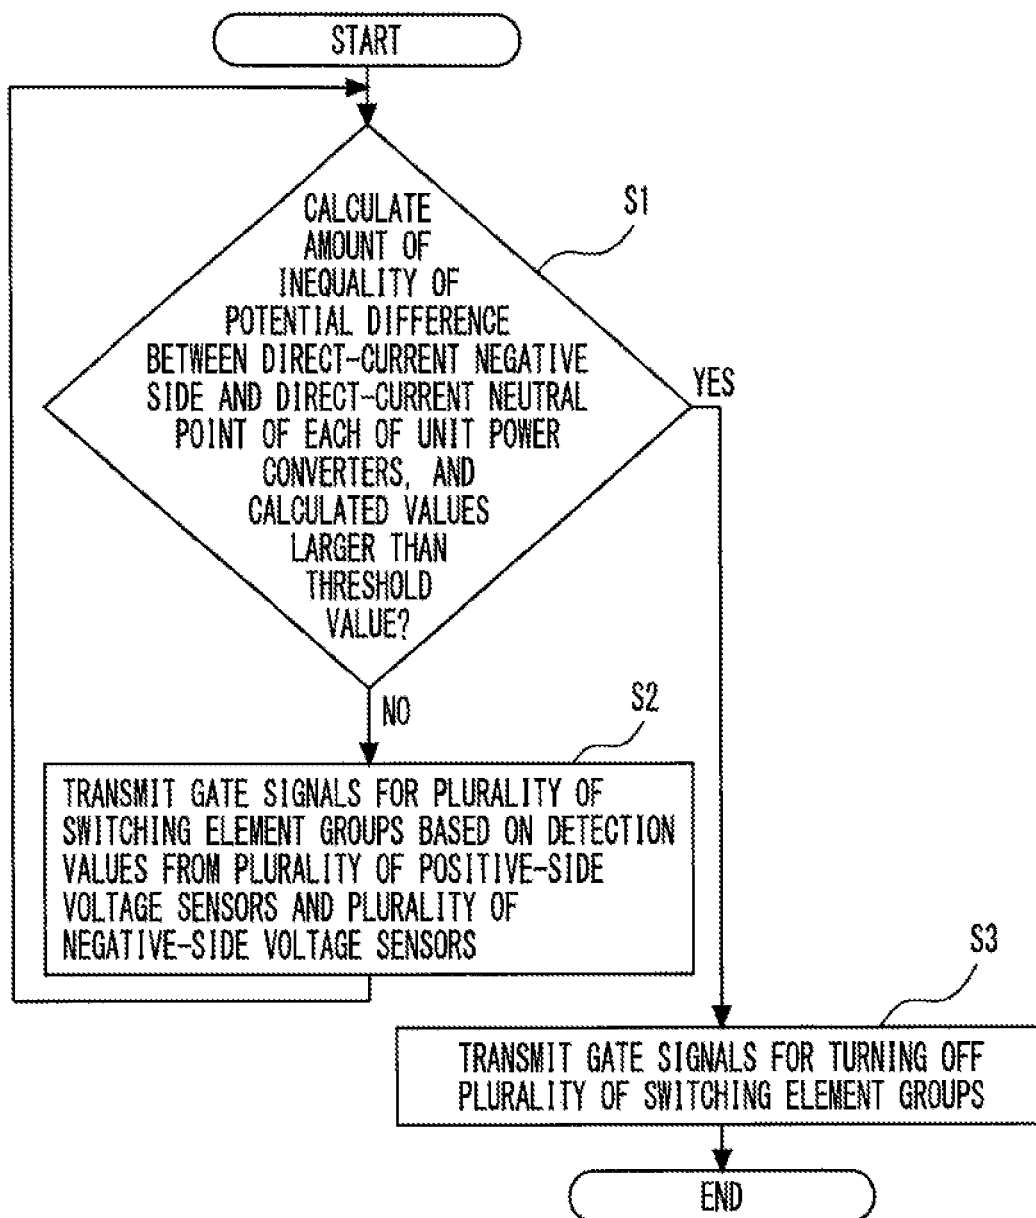 START
S1
CALCULATE
AMOUNT OF
INEQUALITY OF
POTENTIAL DIFFERENCE
BETWEEN DIRECT-CURRENT NEGATIVE
SIDE AND DIRECT-CURRENT NEUTRAL
POINT OF EACH OF UNIT POWER
CONVERTERS, AND
CALCULATED VALUES
LARGER THAN
THRESHOLD
VALUE?
YES
NO
S2
TRANSMIT GATE SIGNALS FOR PLURALITY OF
SWITCHING ELEMENT GROUPS BASED ON DETECTION
VALUES FROM PLURALITY OF POSITIVE-SIDE
VOLTAGE SENSORS AND PLURALITY OF
NEGATIVE-SIDE VOLTAGE SENSORS
S3
TRANSMIT GATE SIGNALS FOR TURNING OFF
PLURALITY OF SWITCHING ELEMENT GROUPS
END